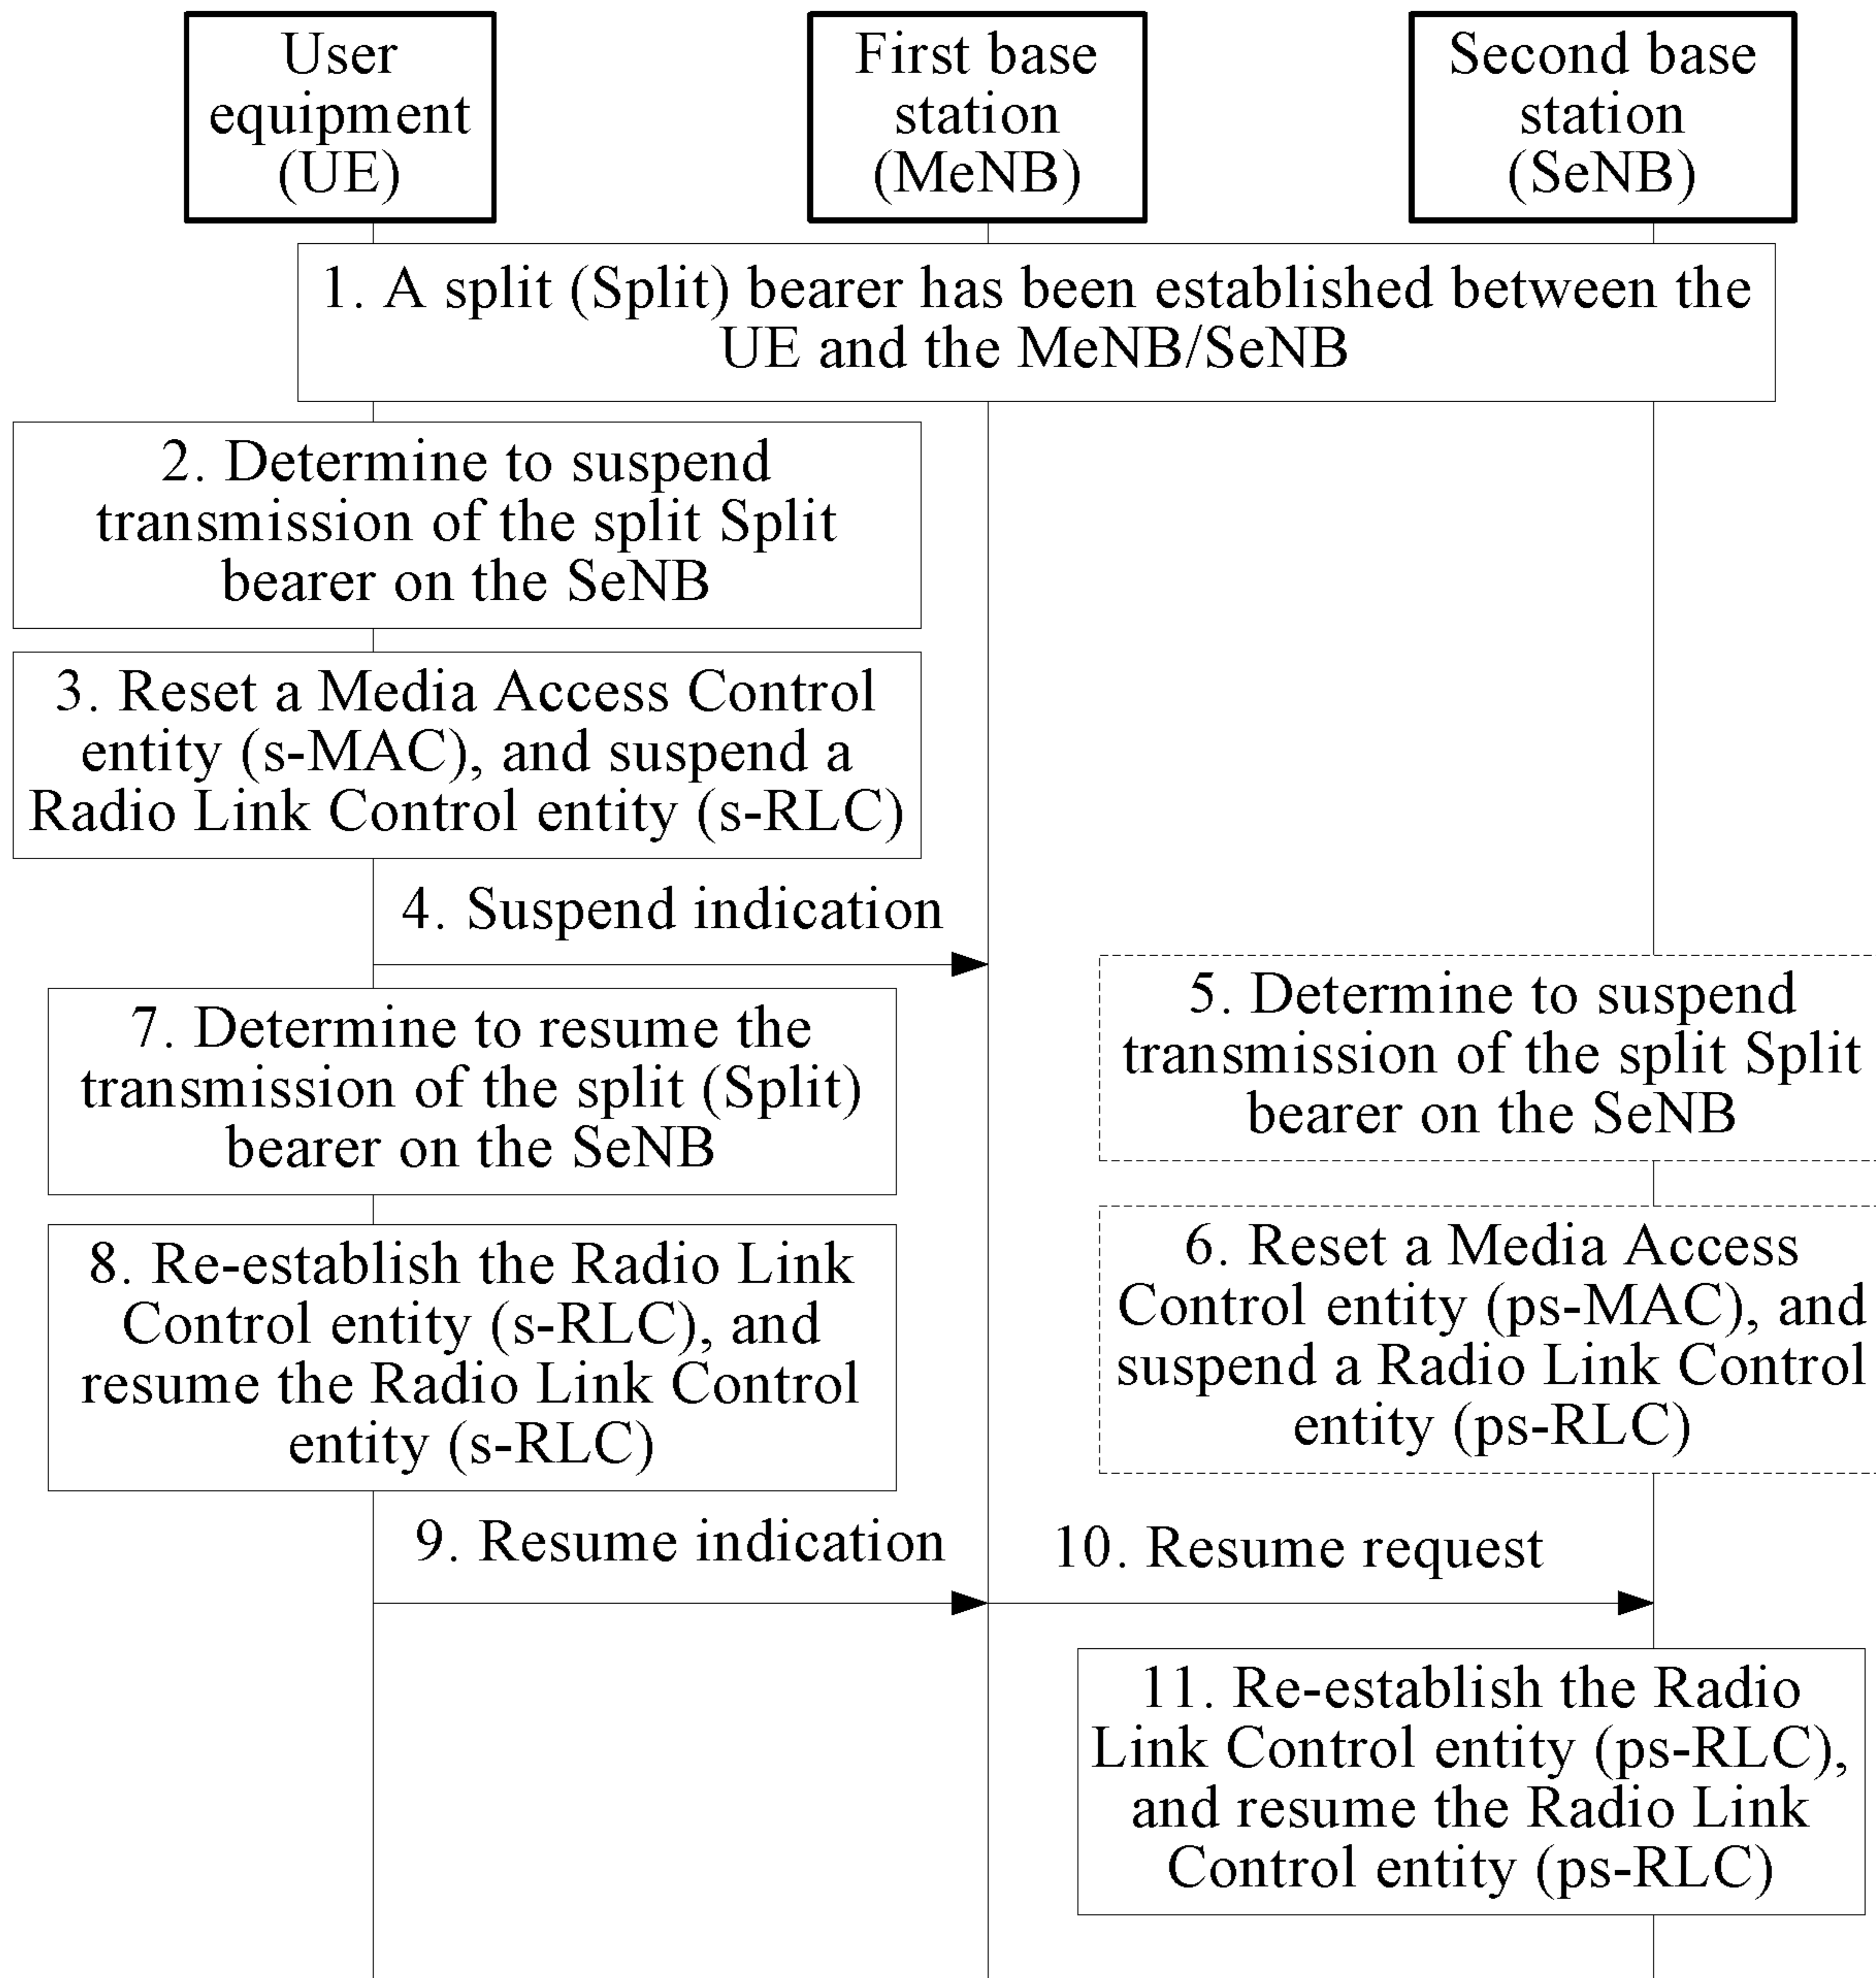 User
equipment
(UE)
First base
station
(MeNB)
Second base
station
(SeNB)
1. A split (Split) bearer has been established between the
UE and the MeNB/SeNB
2. Determine to suspend
transmission of the split Split
bearer on the SeNB
3. Reset a Media Access Control
entity (s-MAC), and suspend a
Radio Link Control entity (s-RLC)
4. Suspend indication
5. Determine to suspend
transmission of the split Split
bearer on the SeNB
6. Reset a Media Access
Control entity (ps-MAC), and
suspend a Radio Link Control
entity (ps-RLC)
7. Determine to resume the
transmission of the split (Split)
bearer on the SeNB
8. Re-establish the Radio Link
Control entity (s-RLC), and
resume the Radio Link Control
entity (s-RLC)
9. Resume indication
10. Resume request
11. Re-establish the Radio
Link Control entity (ps-RLC),
and resume the Radio Link
Control entity (ps-RLC)